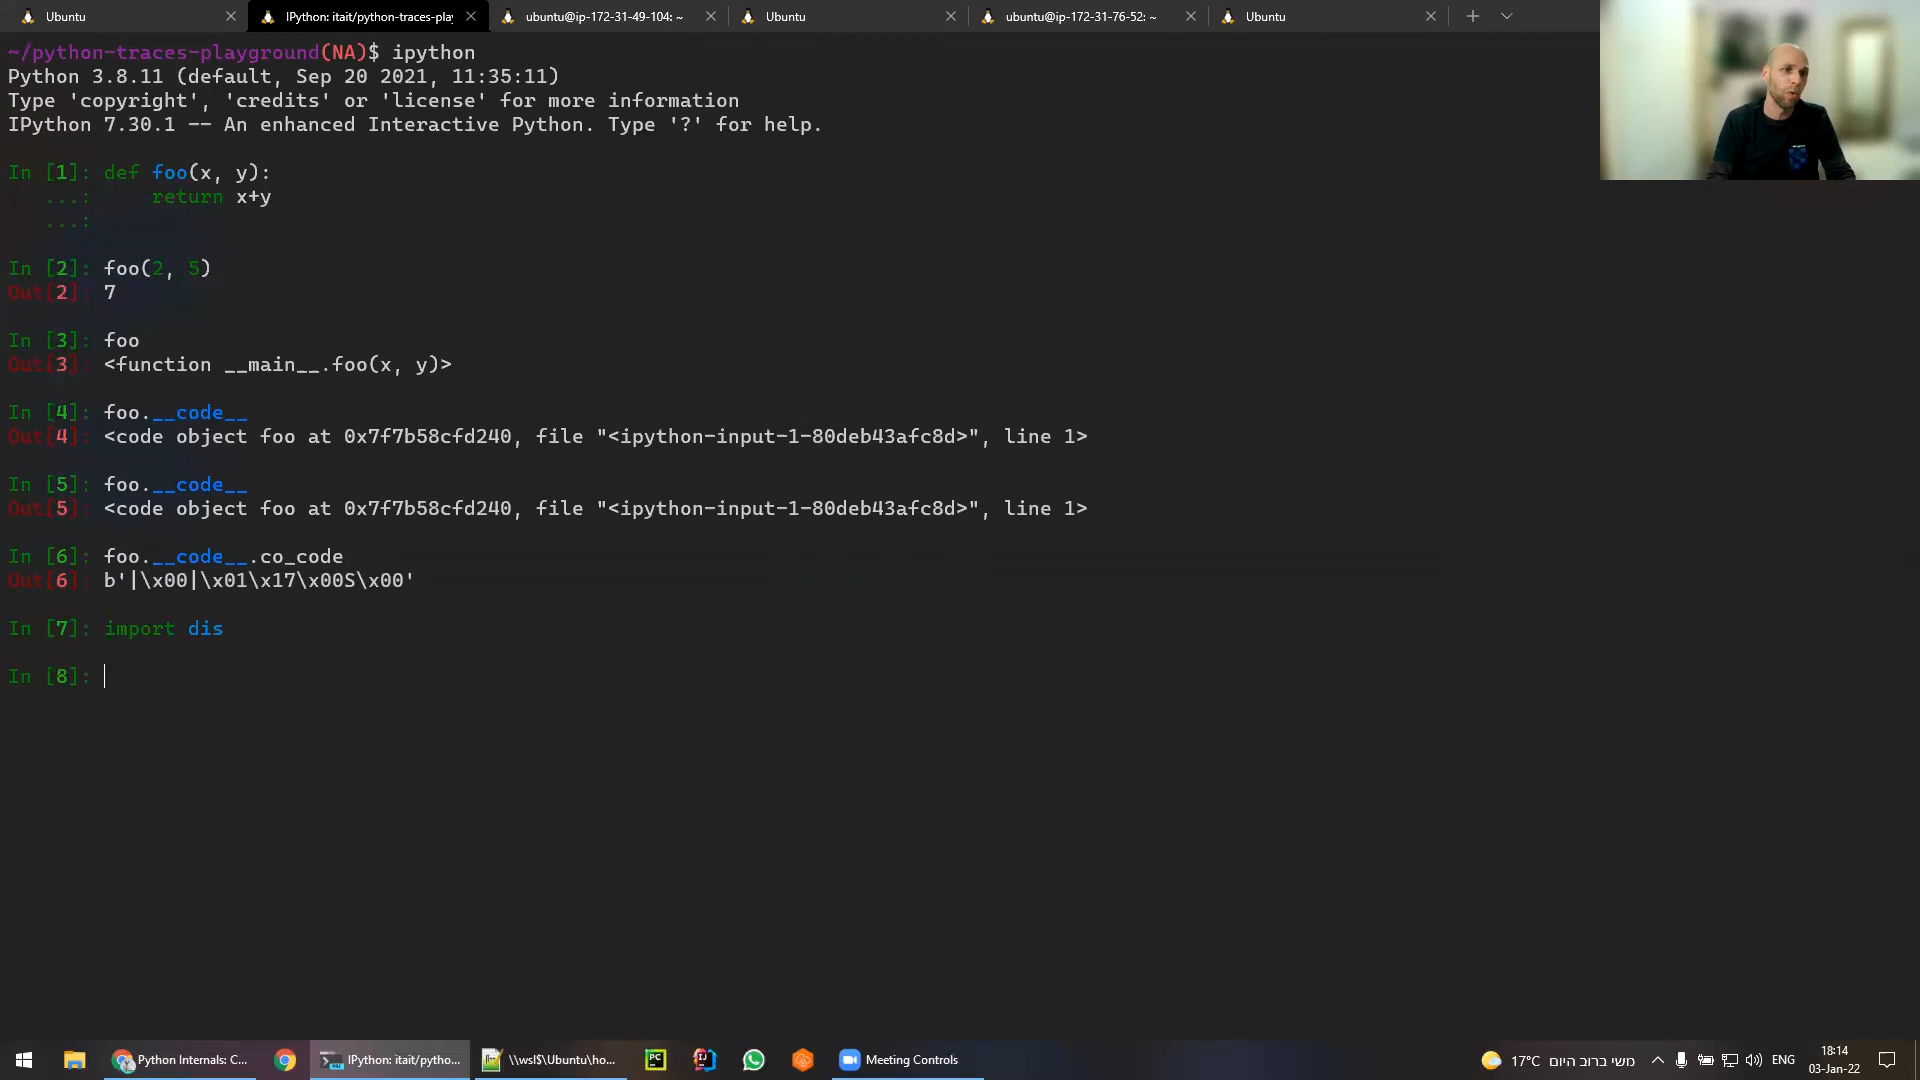 Ubuntu
IPython: itait/python-traces-play
ubuntu@ip-172-31-49-104: ~
Ubuntu
ubuntu@ip-172-31-76-52: ~
Ubuntu
~/python-traces-playground(NA)$ ipython
Python 3.8.11 (default, Sep 20 2021, 11:35:11)
Type 'copyright', 'credits' or 'license' for more information
IPython 7.30.1 -- An enhanced Interactive Python. Type '?' for help.
In [1]: def foo(x, y):
...:     return x+y
...:
In [2]: foo(2, 5)
Out[2]: 7
In [3]: foo
Out[3]: <function __main__.foo(x, y)>
In [4]: foo.__code__
Out[4]: <code object foo at 0x7f7b58cfd240, file "<ipython-input-1-80deb43afc8d>", line 1>
In [5]: foo.__code__
Out[5]: <code object foo at 0x7f7b58cfd240, file "<ipython-input-1-80deb43afc8d>", line 1>
In [6]: foo.__code__.co_code
Out[6]: b'|\x00|\x01\x17\x00S\x00'
In [7]: import dis
In [8]:
Python Internals: C...
IPython: itait/pytho...
\\wsl$\Ubuntu\ho...
PC
IJ
Meeting Controls
17°C משי ברוב היום
ENG
18:14
03-Jan-22